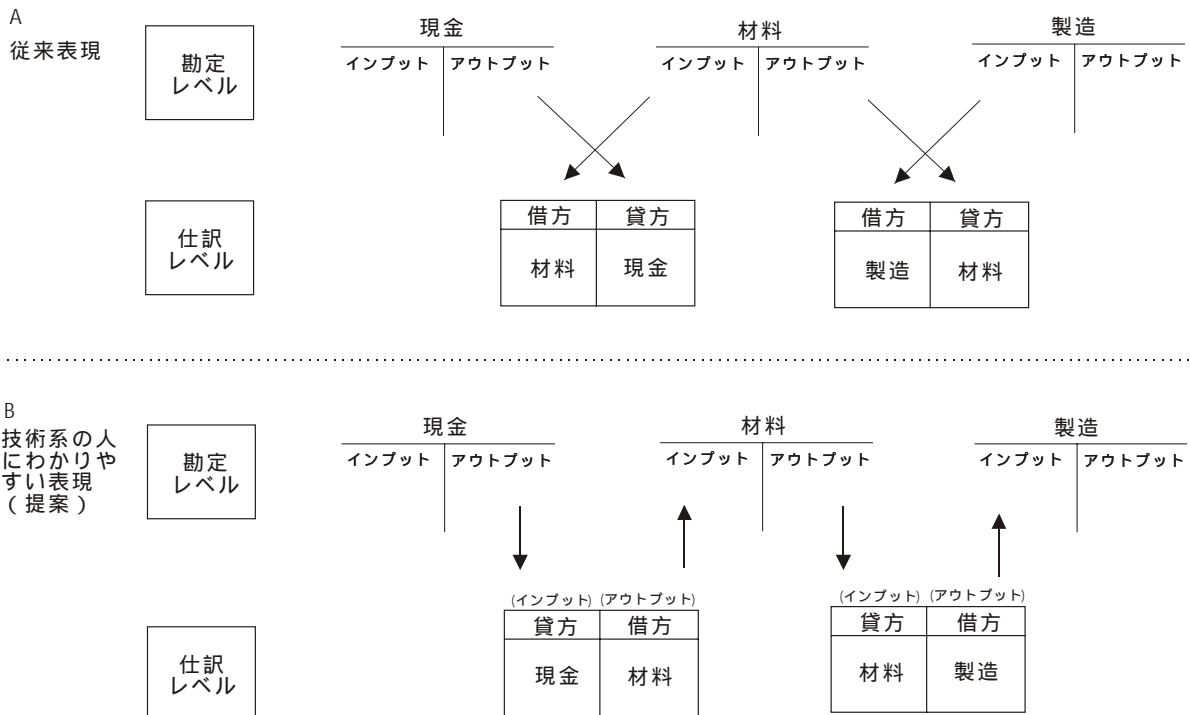 A
従来表現
勘定
レベル
現金
インプット アウトプット
材料
インプット アウトプット
製造
インプット アウトプット
仕訳
レベル
借方 貸方
材料 現金
借方 貸方
製造 材料
B
技術系の人
にわかりや
すい表現
(提案)
勘定
レベル
現金
インプット アウトプット
材料
インプット アウトプット
製造
インプット アウトプット
仕訳
レベル
(インプット) (アウトプット)
貸方 借方
現金 材料
(インプット) (アウトプット)
貸方 借方
材料 製造